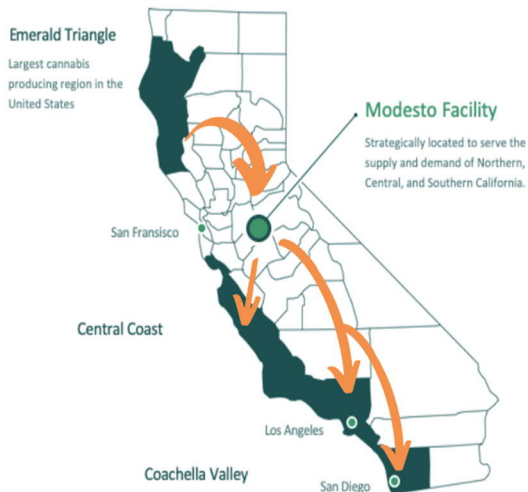 Emerald Triangle
Largest cannabis
producing region in the
United States
Modesto Facility
Strategically located to serve the
supply and demand of Northern,
Central, and Southern California.
San Fransisco
Central Coast
Los Angeles
Coachella Valley
San Diego